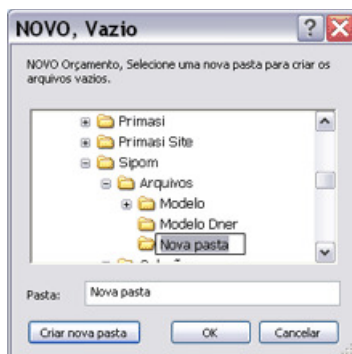 NOVO, Vazio
NOVO Orçamento, Selecione uma nova pasta para criar os
arquivos vazios.
Primasi
Primasi Site
Sipom
Arquivos
Modelo
Modelo Dner
Nova pasta
Pasta: Nova pasta
Criar nova pasta OK Cancelar